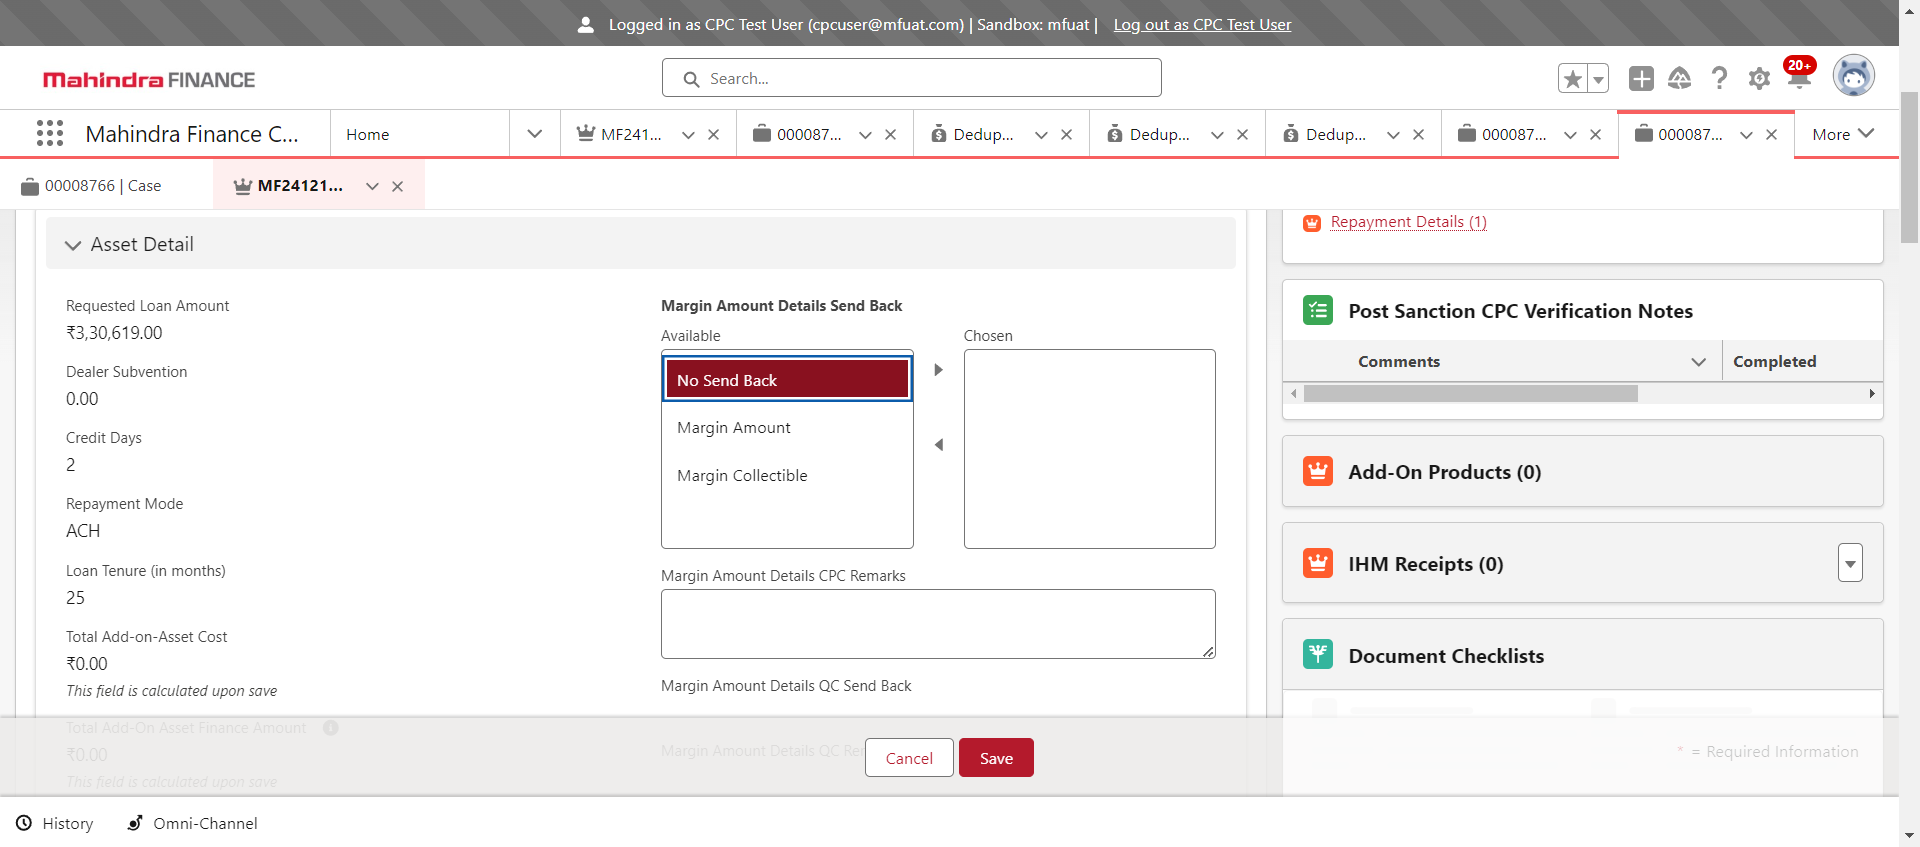 Logged in as CPC Test User (cpcuser@mfuat.com) | Sandbox: mfuat | Log out as CPC Test User
Mahindra FINANCE
Search...
20+
Mahindra Finance C...
Home
MF241...
000087...
Dedup...
Dedup...
Dedup...
000087...
000087...
More
00008766 | Case
MF24121...
Asset Detail
Requested Loan Amount
₹3,30,619.00
Dealer Subvention
0.00
Credit Days
2
Repayment Mode
ACH
Loan Tenure (in months)
25
Total Add-on-Asset Cost
₹0.00
This field is calculated upon save
Total Add-On Asset Finance Amount
₹0.00
This field is calculated upon save
Margin Amount Details Send Back
Available
Chosen
No Send Back
Margin Amount
Margin Collectible
Margin Amount Details CPC Remarks
Margin Amount Details QC Send Back
Margin Amount Details QC Re
Cancel
Save
Repayment Details (1)
Post Sanction CPC Verification Notes
Comments
Completed
Add-On Products (0)
IHM Receipts (0)
Document Checklists
* = Required Information
History
Omni-Channel